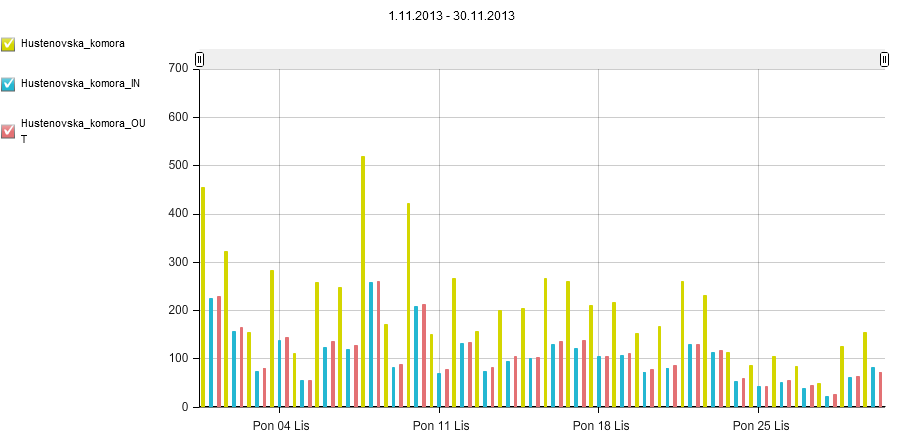 1.11.2013 - 30.11.2013
Hustenovska_komora
Hustenovska_komora_IN
Hustenovska_komora_OU
T
700
600
500
400
300
200
100
0
Pon 04 Lis
Pon 11 Lis
Pon 18 Lis
Pon 25 Lis